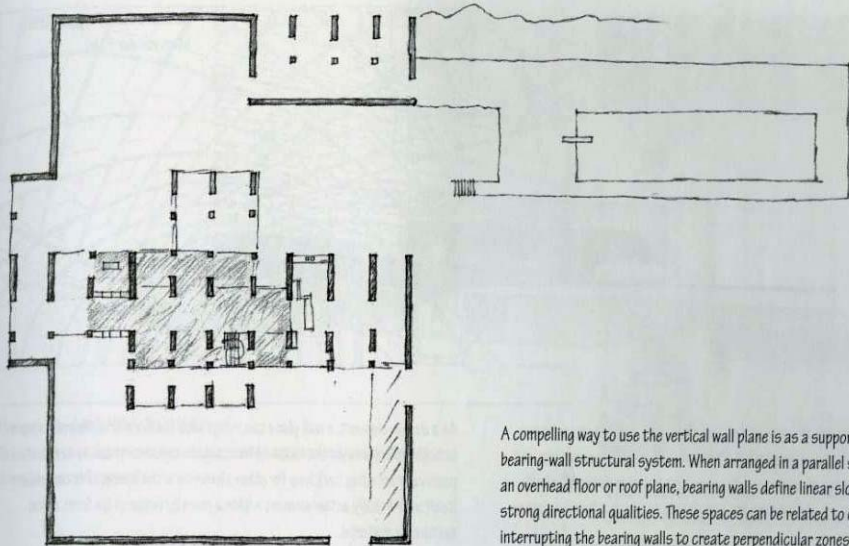 A compelling way to use the vertical wall plane is as a suppor
bearing-wall structural system. When arranged in a parallel s
an overhead floor or roof plane, bearing walls define linear slo
strong directional qualities. These spaces can be related to
interrupting the bearing walls to create perpendicular zones